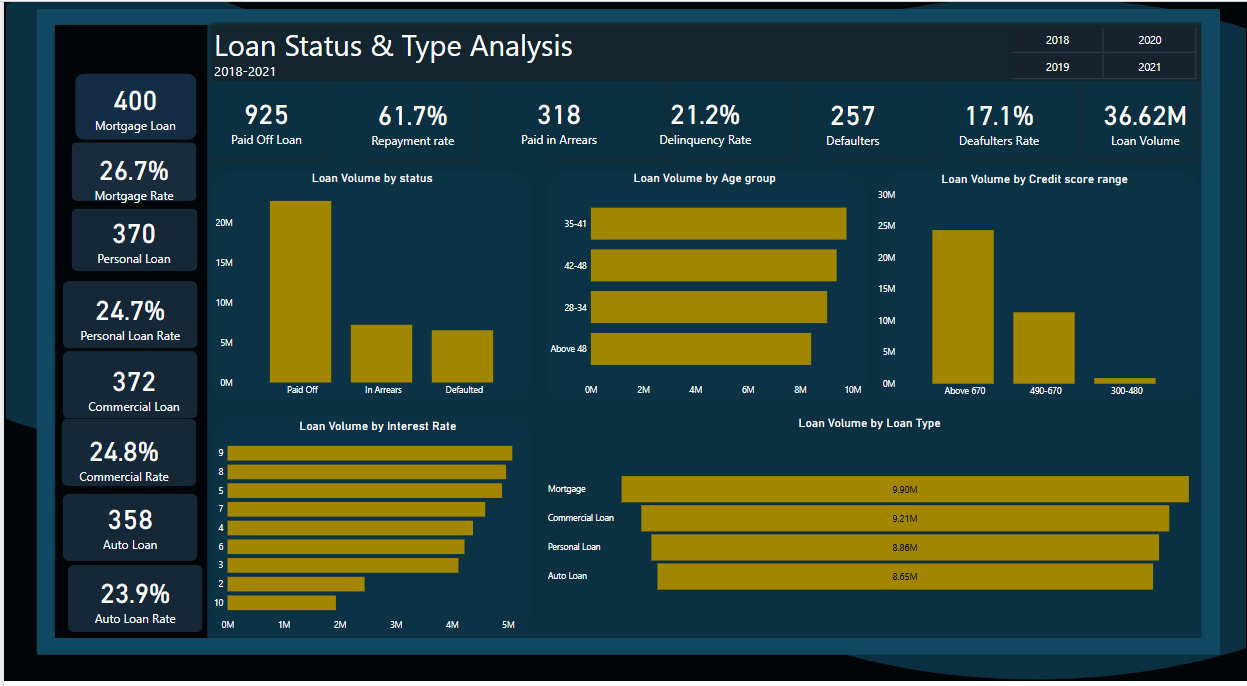 Loan Status & Type Analysis
2018-2021
2018
2020
2019
2021
400
Mortgage Loan
26.7%
Mortgage Rate
370
Personal Loan
24.7%
Personal Loan Rate
372
Commercial Loan
24.8%
Commercial Rate
358
Auto Loan
23.9%
Auto Loan Rate
925
Paid Off Loan
61.7%
Repayment rate
318
Paid in Arrears
21.2%
Delinquency Rate
257
Defaulters
17.1%
Deafulters Rate
36.62M
Loan Volume
Loan Volume by status
20M
15M
10M
5M
0M
Paid Off
In Arrears
Defaulted
Loan Volume by Age group
35-41
42-48
28-34
Above 48
0M
2M
4M
6M
8M
10M
Loan Volume by Credit score range
30M
25M
20M
15M
10M
5M
0M
Above 670
490-670
300-480
Loan Volume by Interest Rate
9
8
5
7
4
6
3
2
10
0M
1M
2M
3M
4M
5M
Loan Volume by Loan Type
Mortgage
9.90M
Commercial Loan
9.21M
Personal Loan
8.86M
Auto Loan
8.65M